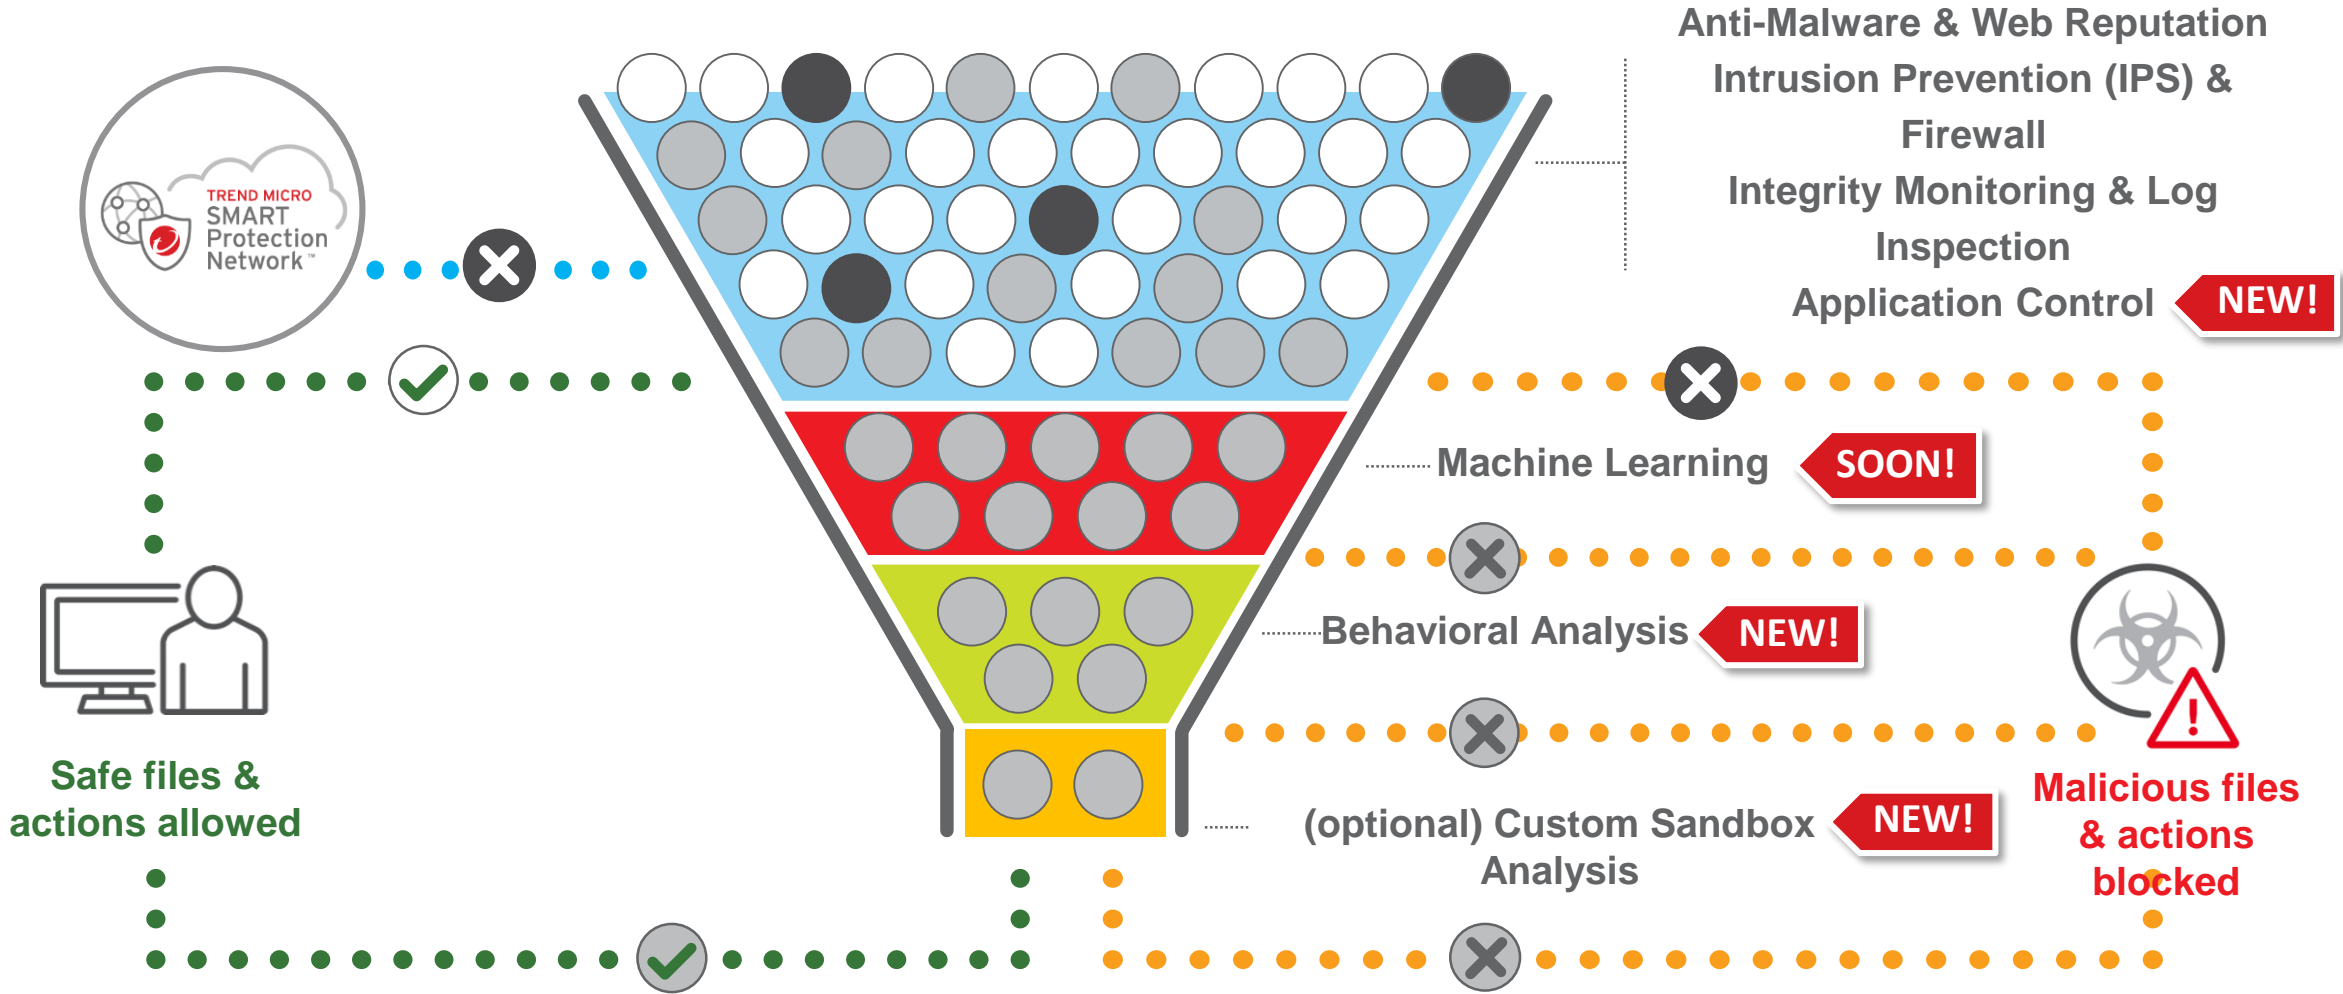 Anti-Malware & Web Reputation
Intrusion Prevention (IPS) &
Firewall
Integrity Monitoring & Log
Inspection
Application Control
NEW!
TREND MICRO
SMART
Protection
Network™
Machine Learning
SOON!
Behavioral Analysis
NEW!
(optional) Custom Sandbox
Analysis
NEW!
Safe files &
actions allowed
Malicious files
& actions
blocked